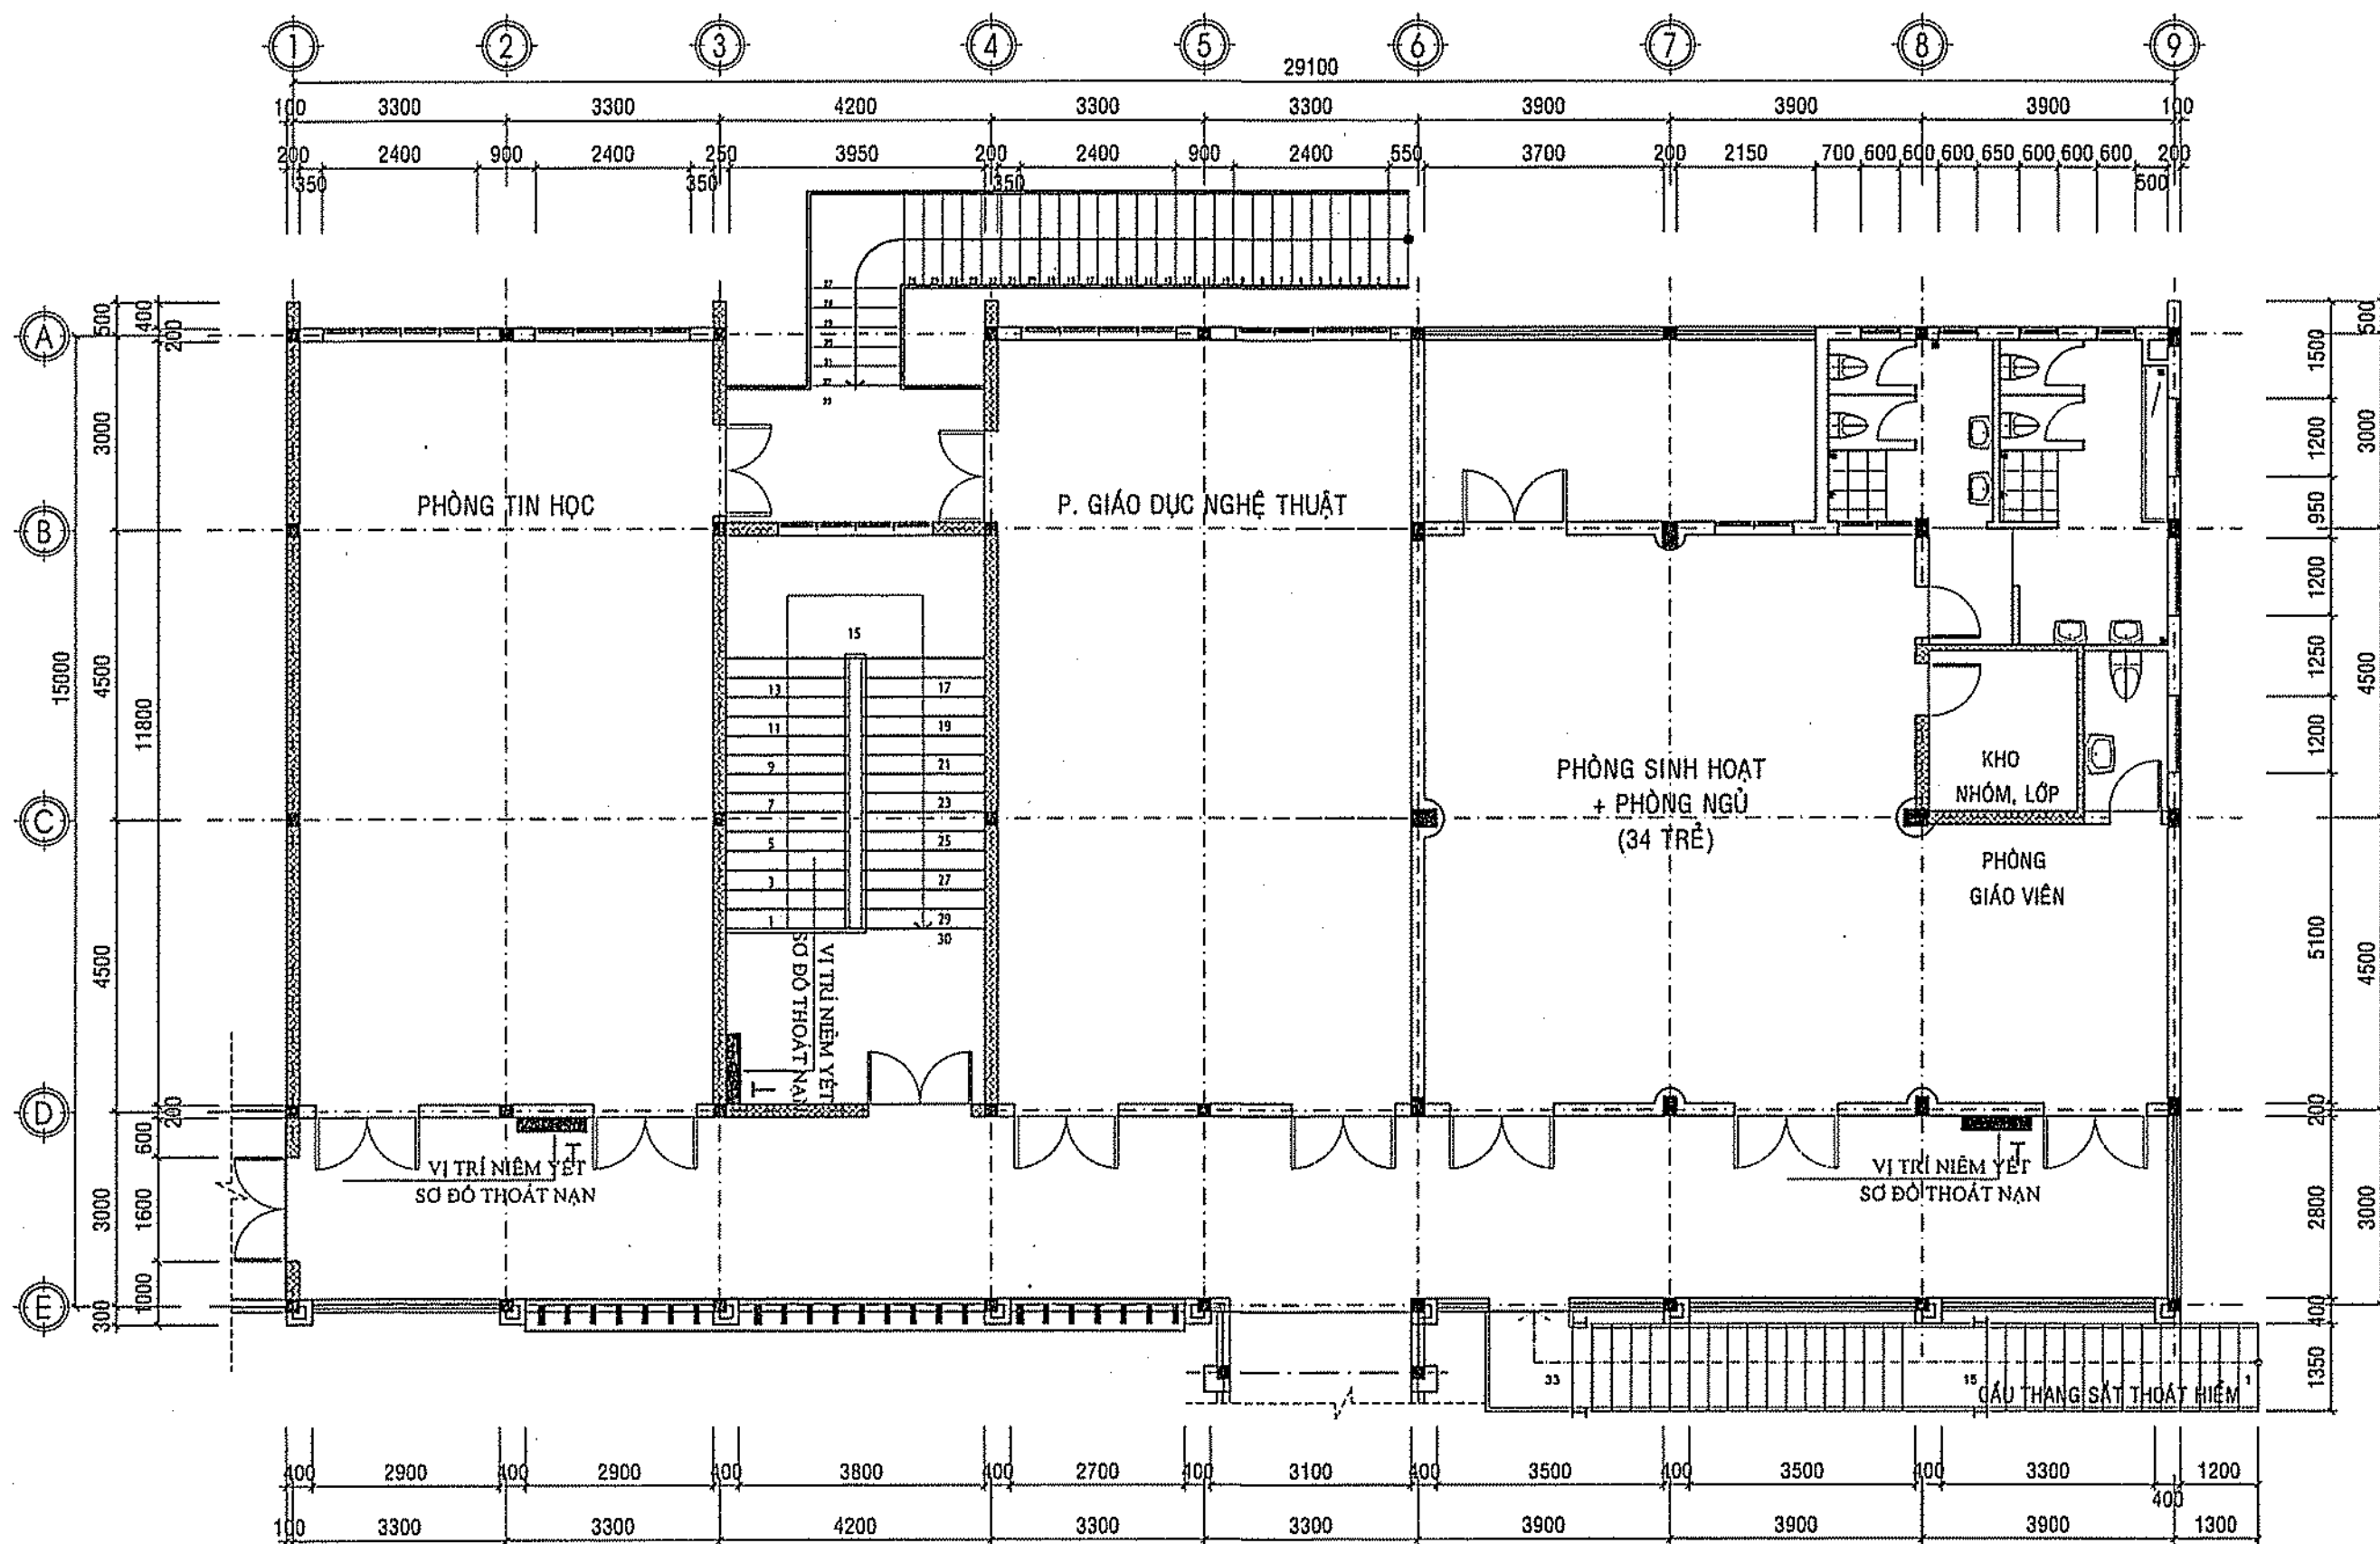 1 2 3 4 5 6 7 8 9
29100
100 3300 3300 4200 3300 3300 3900 3900 3900 100
200 2400 900 2400 250 3950 200 2400 900 2400 550 3700 200 2150 700 600 600 600 650 600 600 600 200
350 350 350 500
A
B
C
D
E
500 400
200
3000
15000
4500
11800
4500
200
600
3000
1600
1000
300
PHÒNG TIN HỌC
P. GIÁO DỤC NGHỆ THUẬT
15
13 17
11 19
9 21
7 23
5 25
3 27
1 29
30
VỊ TRÍ NIÊM YẾT
SƠ ĐỒ THOÁT NẠN
PHÒNG SINH HOẠT
+ PHÒNG NGỦ
(34 TRẺ)
KHO
NHÓM, LỚP
PHÒNG
GIÁO VIÊN
T
VỊ TRÍ NIÊM YẾT
SƠ ĐỒ THOÁT NẠN
T
VỊ TRÍ NIÊM YẾT
SƠ ĐỒ THOÁT NẠN
T
33 15 1
CẦU THANG SẮT THOÁT HIỂM
500
1500
3000
1200
950
1200
1250
4500
1200
5100
4500
200
2800
3000
400
1350
400 2900 400 2900 400 3800 400 2700 400 3100 400 3500 400 3500 400 3300 1200
400
100 3300 3300 4200 3300 3300 3900 3900 3900 1300